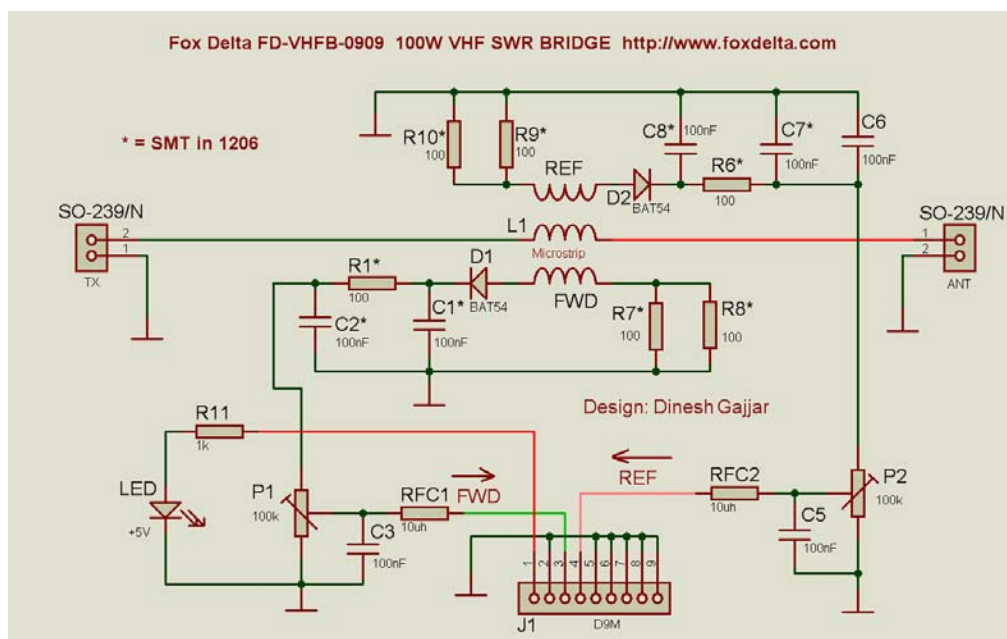 Fox Delta FD-VHFB-0909 100W VHF SWR BRIDGE http://www.foxdelta.com
* = SMT in 1206
R10*
100
R9*
100
C8*
100nF
C7*
100nF
C6
100nF
REF
D2
BAT54
R6*
100
SO-239/N
2
1
TX
L1
Microstrip
SO-239/N
1
2
ANT
R1*
100
D1
BAT54
FWD
C2*
100nF
C1*
100nF
R7*
100
R8*
100
Design: Dinesh Gajjar
R11
1k
LED
+5V
P1
100k
FWD
RFC1
10uh
C3
100nF
REF
RFC2
10uh
P2
100k
C5
100nF
1
2
3
4
5
6
7
8
9
J1
D9M